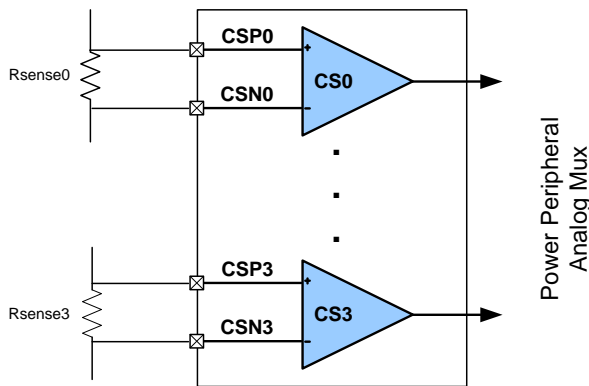 CSP0
+
Rsense0
CS0
CSN0
-
Power Peripheral
Analog Mux
CSP3
+
Rsense3
CS3
CSN3
-